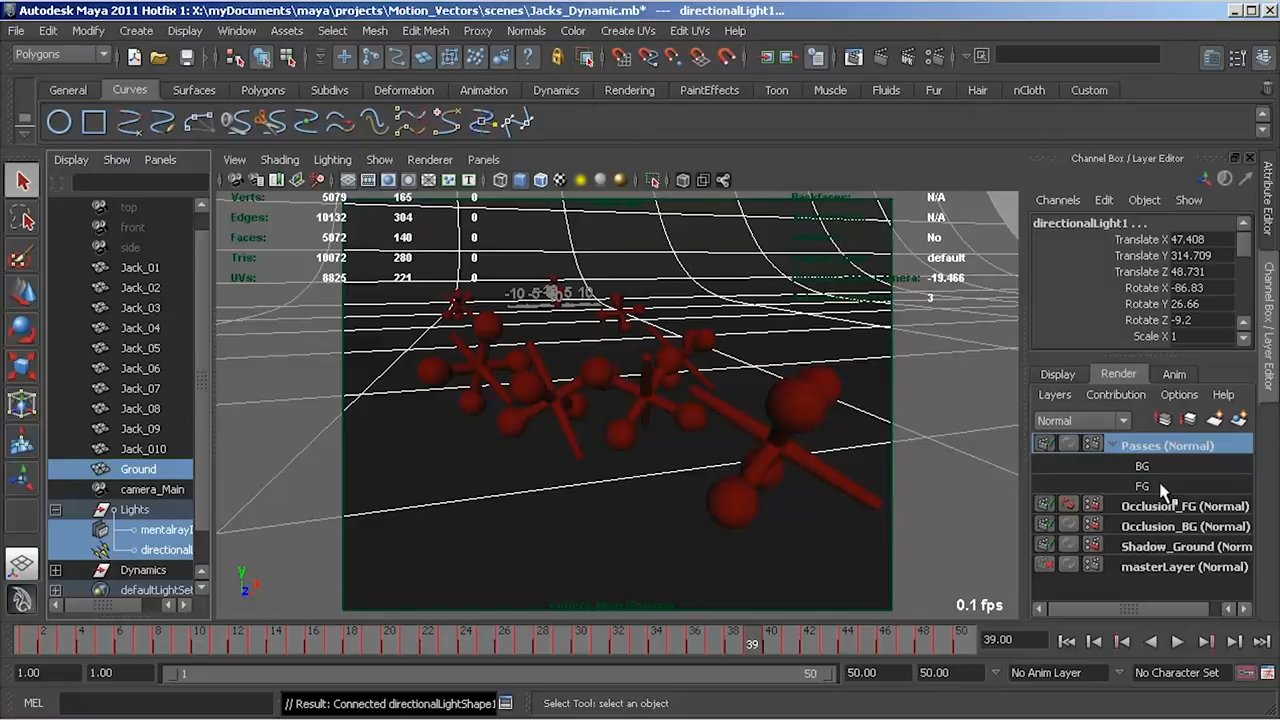 Autodesk Maya 2011 Hotfix 1: X:\myDocuments\maya\projects\Motion_Vectors\scenes\Jacks_Dynamic.mb* --- directionalLight1...
File Edit Modify Create Display Window Assets Select Mesh Edit Mesh Proxy Normals Color Create UVs Edit UVs Help
Polygons
General Curves Surfaces Polygons Subdivs Deformation Animation Dynamics Rendering PaintEffects Toon Muscle Fluids Fur Hair nCloth Custom
Display Show Panels
View Shading Lighting Show Renderer Panels
Channel Box / Layer Editor
Verts: 5079 165 0 N/A
Edges: 10132 304 0 N/A
Faces: 5072 140 0 No
Tris: 10072 280 0 default
UVs: 8825 221 0 -19.466
3
-10 -5 5 10
y
z
x
0.1 fps
top
front
side
Jack_01
Jack_02
Jack_03
Jack_04
Jack_05
Jack_06
Jack_07
Jack_08
Jack_09
Jack_010
Ground
camera_Main
Lights
mentalrayI
directional
Dynamics
defaultLightSet
Channels Edit Object Show
directionalLight1 ...
Translate X 47.408
Translate Y 314.709
Translate Z 48.731
Rotate X -86.83
Rotate Y 26.66
Rotate Z -9.2
Scale X 1
Display Render Anim
Layers Contribution Options Help
Normal
Passes (Normal)
BG
FG
Occlusion_FG (Normal)
Occlusion_BG (Normal)
Shadow_Ground (Norm
masterLayer (Normal)
Attribute Editor
Channel Box / Layer Editor
2 4 6 8 10 12 14 16 18 20 22 24 26 28 30 32 34 36 38 39 40 42 44 46 48 50
39.00
1.00 1.00 1 50 50.00 50.00 No Anim Layer No Character Set
MEL // Result: Connected directionalLightShape1 Select Tool: select an object